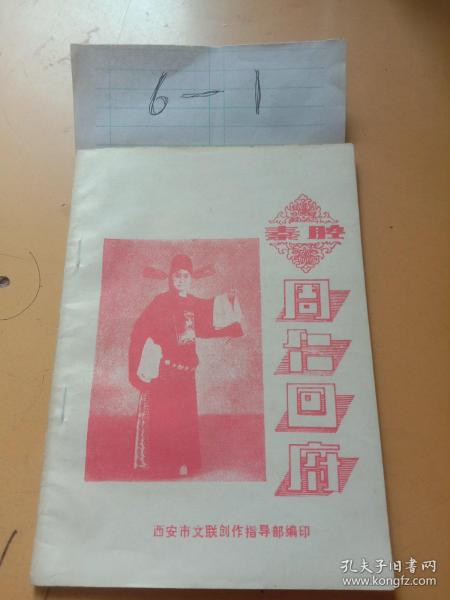 6-1
秦腔
周仁回府
西安市文联创作指导部编印
孔夫子旧书网
www.kongfz.com